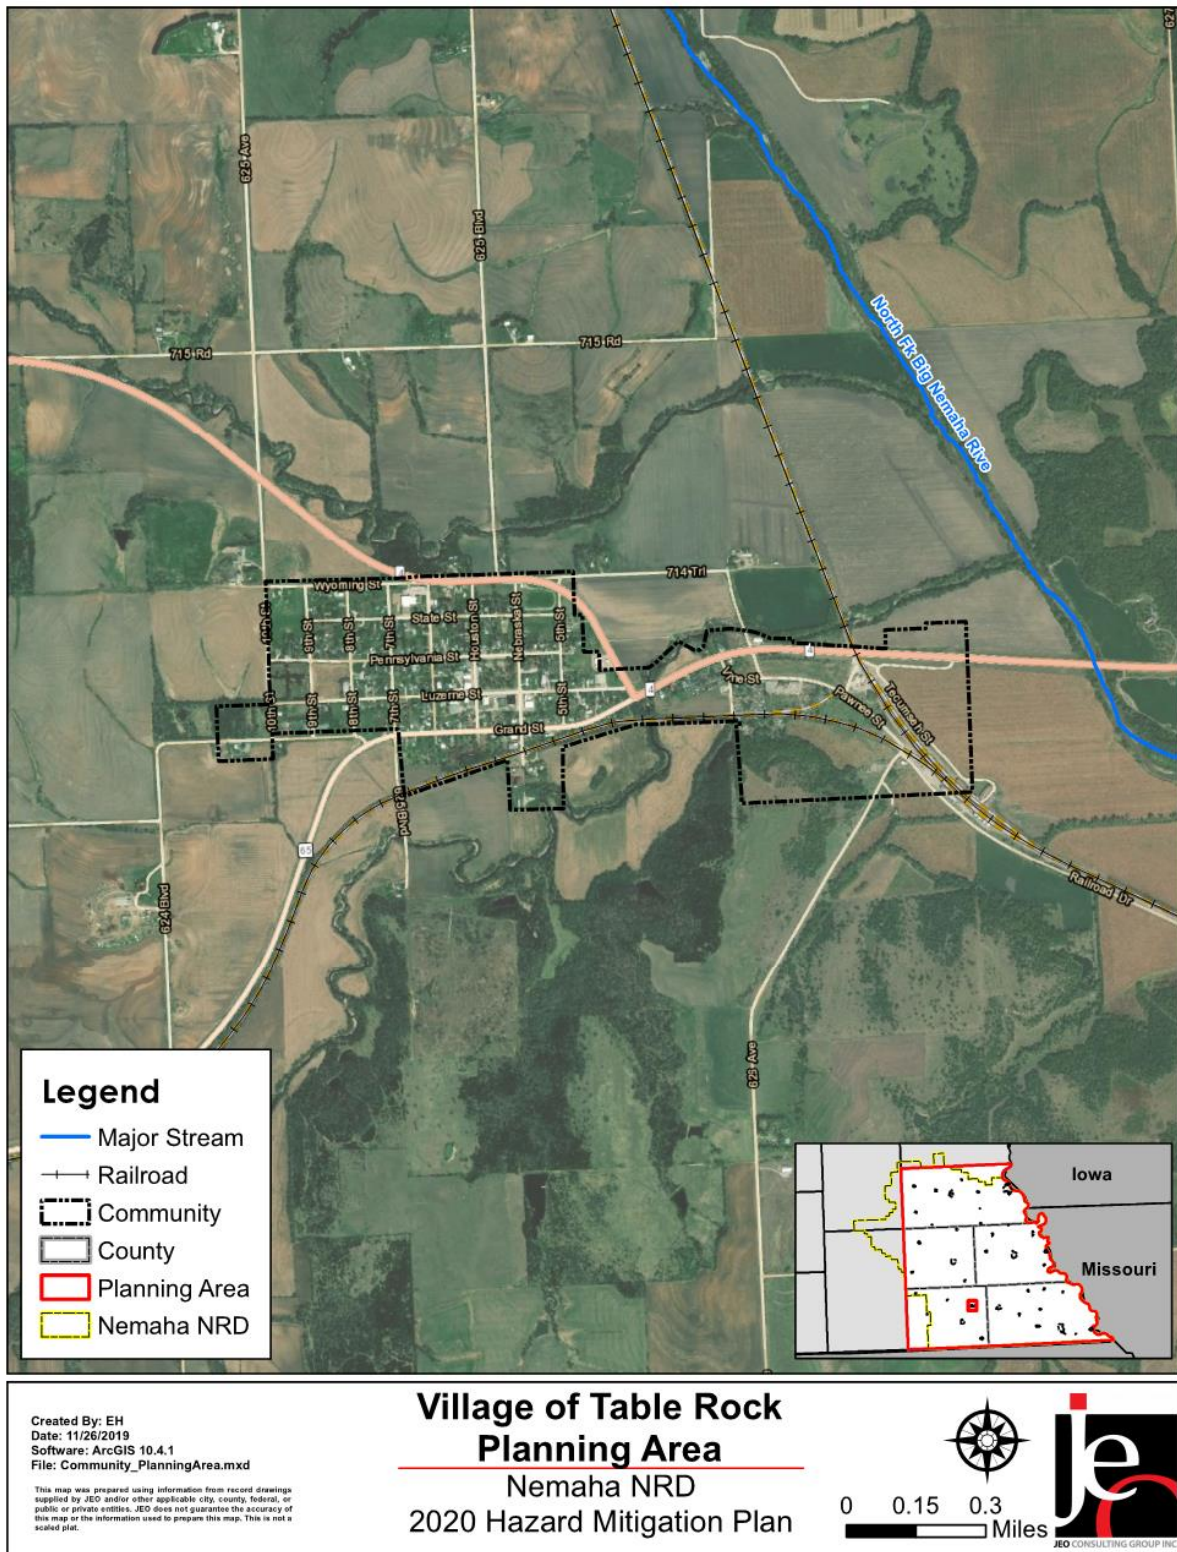 627
625 Ave
625 Blvd
715 Rd
715 Rd
North Fk Big Nemaha Rive
4
714 Trl
Wyoming St
10th St
9th St
8th St
7th St
State St
Houston St
Nebraska St
5th St
Pennsylvania St
4
Luzerne St
10th St
9th St
8th St
7th St
5th St
4
Grand St
Pawnee St
Tecumseh St
625 Blvd
65
624 Blvd
Railroad Dr
Legend
Major Stream
Railroad
Community
County
Planning Area
Nemaha NRD
Iowa
Missouri
Created By: EH
Date: 11/26/2019
Software: ArcGIS 10.4.1
File: Community_PlanningArea.mxd
This map was prepared using information from record drawings
supplied by JEO and/or other applicable city, county, federal, or
public or private entities. JEO does not guarantee the accuracy of
this map or the information used to prepare this map. This is not a
scaled plat.
Village of Table Rock
Planning Area
Nemaha NRD
2020 Hazard Mitigation Plan
0 0.15 0.3
Miles
jeo
JEO CONSULTING GROUP INC